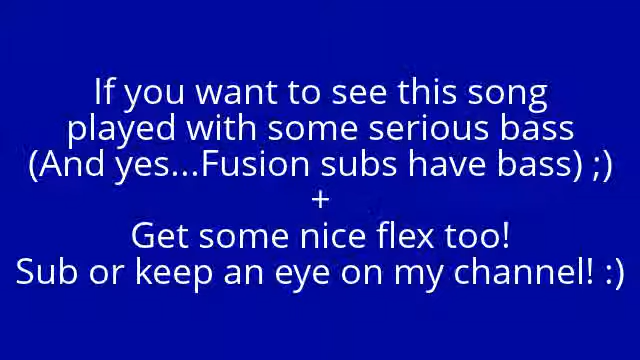 If you want to see this song
played with some serious bass
(And yes...Fusion subs have bass) ;)
+
Get some nice flex too!
Sub or keep an eye on my channel! :)